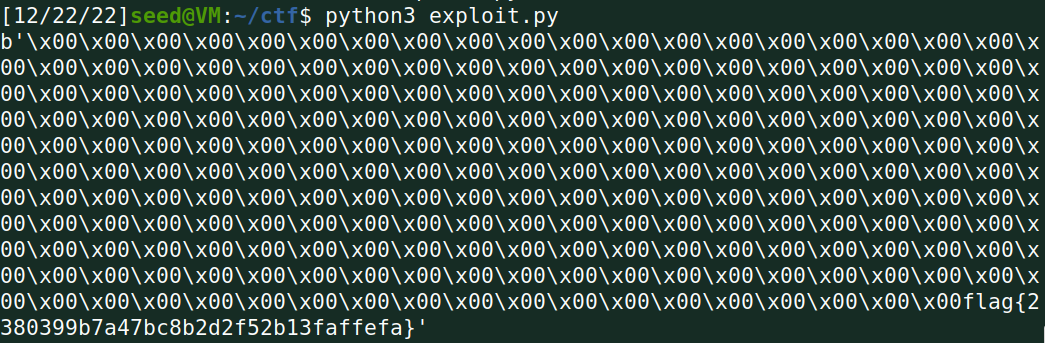 [12/22/22]seed@VM:~/ctf$ python3 exploit.py
b'\x00\x00\x00\x00\x00\x00\x00\x00\x00\x00\x00\x00\x00\x00\x00\x00\x00\x00\x00\x
00\x00\x00\x00\x00\x00\x00\x00\x00\x00\x00\x00\x00\x00\x00\x00\x00\x00\x00\x00\x
00\x00\x00\x00\x00\x00\x00\x00\x00\x00\x00\x00\x00\x00\x00\x00\x00\x00\x00\x00\x
00\x00\x00\x00\x00\x00\x00\x00\x00\x00\x00\x00\x00\x00\x00\x00\x00\x00\x00\x00\x
00\x00\x00\x00\x00\x00\x00\x00\x00\x00\x00\x00\x00\x00\x00\x00\x00\x00\x00\x00\x
00\x00\x00\x00\x00\x00\x00\x00\x00\x00\x00\x00\x00\x00\x00\x00\x00\x00\x00\x00\x
00\x00\x00\x00\x00\x00\x00\x00\x00\x00\x00\x00\x00\x00\x00\x00\x00\x00\x00\x00\x
00\x00\x00\x00\x00\x00\x00\x00\x00\x00\x00\x00\x00\x00\x00\x00\x00\x00\x00\x00\x
00\x00\x00\x00\x00\x00\x00\x00\x00\x00\x00\x00\x00\x00\x00\x00\x00\x00\x00\x00\x
00\x00\x00\x00\x00\x00\x00\x00\x00\x00\x00\x00\x00\x00\x00\x00\x00\x00\x00\x00\x
00\x00\x00\x00\x00\x00\x00\x00\x00\x00\x00\x00\x00\x00\x00\x00\x00\x00\x00flag{2
380399b7a47bc8b2d2f52b13faffefa}'